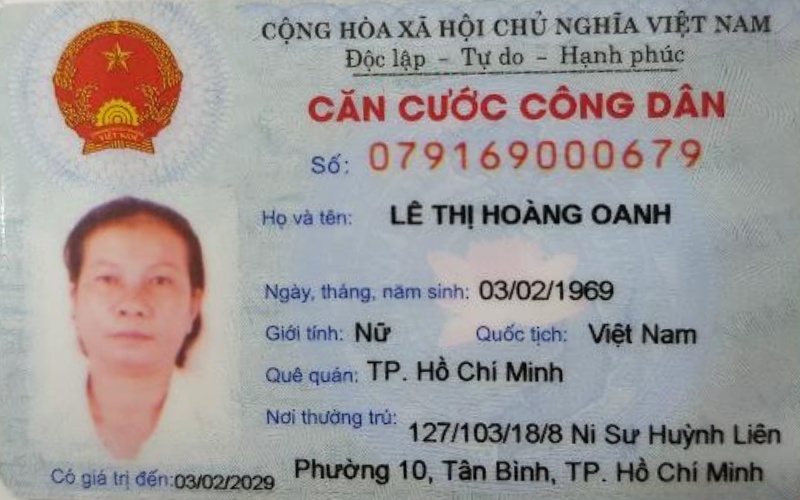 CỘNG HÒA XÃ HỘI CHỦ NGHĨA VIỆT NAM
Độc lập - Tự do - Hạnh phúc
CĂN CƯỚC CÔNG DÂN
Số: 079169000679
Họ và tên: LÊ THỊ HOÀNG OANH
Ngày, tháng, năm sinh: 03/02/1969
Giới tính: Nữ Quốc tịch: Việt Nam
Quê quán: TP. Hồ Chí Minh
Nơi thường trú: 127/103/18/8 Ni Sư Huỳnh Liên
Phường 10, Tân Bình, TP. Hồ Chí Minh
Có giá trị đến: 03/02/2029
VIỆT NAM